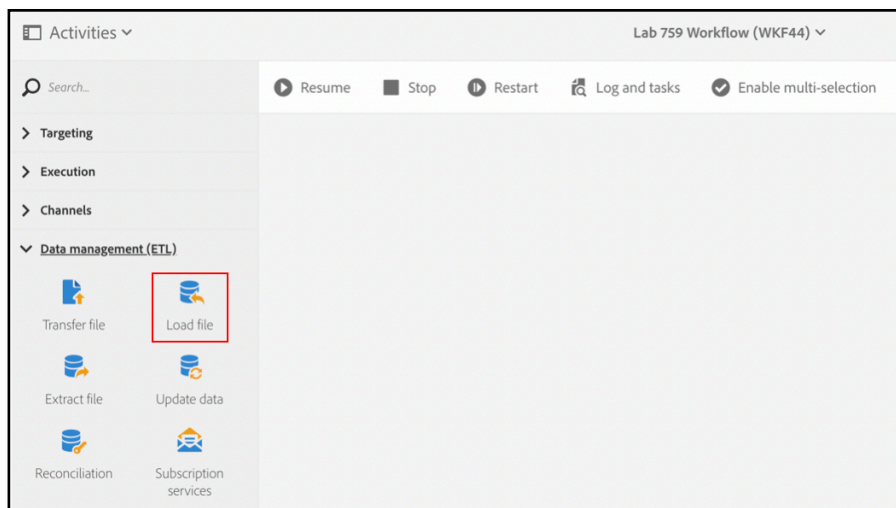 Activities
Lab 759 Workflow (WKF44)
Search...
Resume
Stop
Restart
Log and tasks
Enable multi-selection
Targeting
Execution
Channels
Data management (ETL)
Transfer file
Load file
Extract file
Update data
Reconciliation
Subscription
services